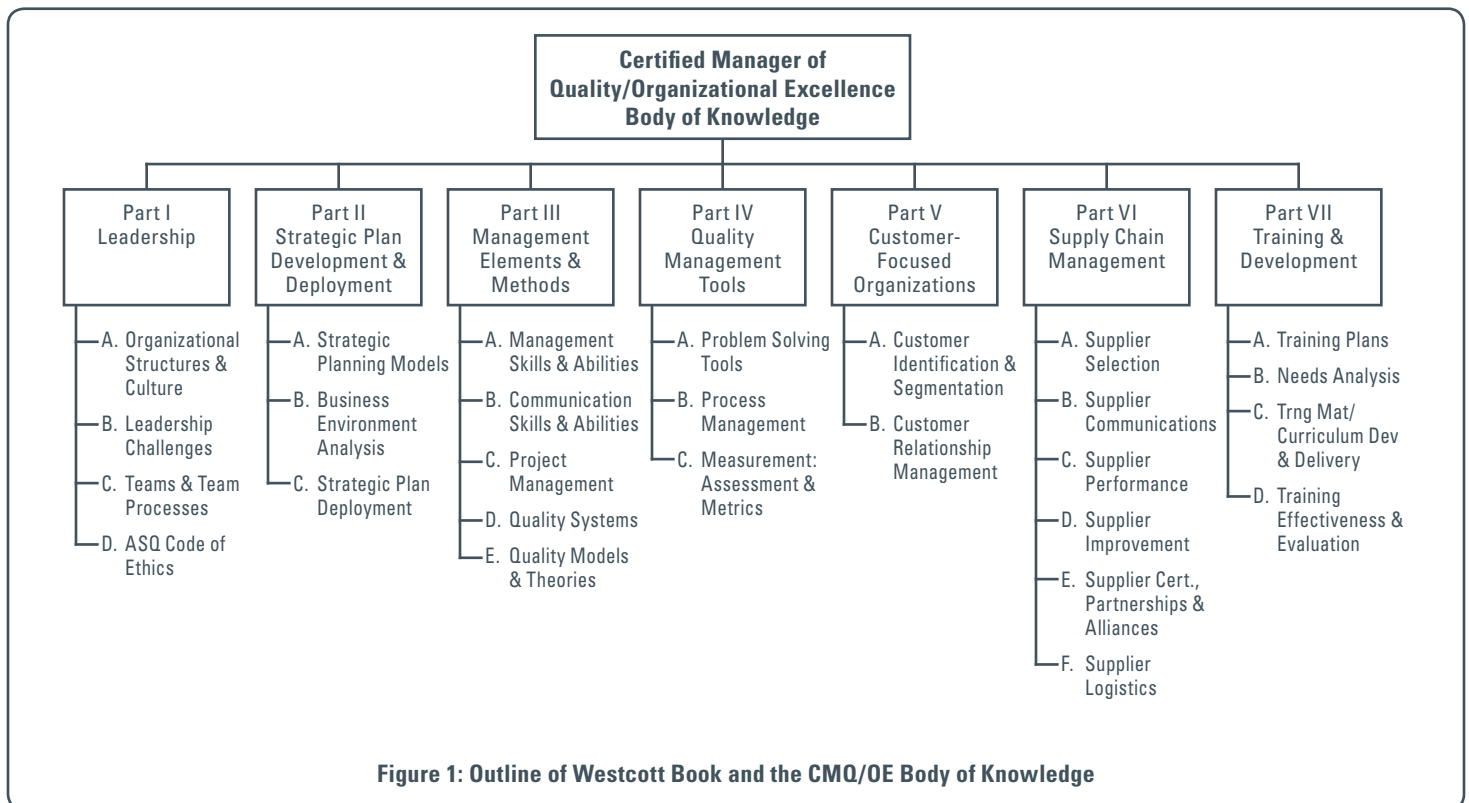 Certified Manager of
Quality/Organizational Excellence
Body of Knowledge
Part I
Leadership
A. Organizational
Structures &
Culture
B. Leadership
Challenges
C. Teams & Team
Processes
D. ASQ Code of
Ethics
Part II
Strategic Plan
Development &
Deployment
A. Strategic
Planning Models
B. Business
Environment
Analysis
C. Strategic Plan
Deployment
Part III
Management
Elements &
Methods
A. Management
Skills & Abilities
B. Communication
Skills & Abilities
C. Project
Management
D. Quality Systems
E. Quality Models
& Theories
Part IV
Quality
Management
Tools
A. Problem Solving
Tools
B. Process
Management
C. Measurement:
Assessment &
Metrics
Part V
Customer-
Focused
Organizations
A. Customer
Identification &
Segmentation
B. Customer
Relationship
Management
Part VI
Supply Chain
Management
A. Supplier
Selection
B. Supplier
Communications
C. Supplier
Performance
D. Supplier
Improvement
E. Supplier Cert.,
Partnerships &
Alliances
F. Supplier
Logistics
Part VII
Training &
Development
A. Training Plans
B. Needs Analysis
C. Trng Mat/
Curriculum Dev
& Delivery
D. Training
Effectiveness &
Evaluation
Figure 1: Outline of Westcott Book and the CMQ/OE Body of Knowledge